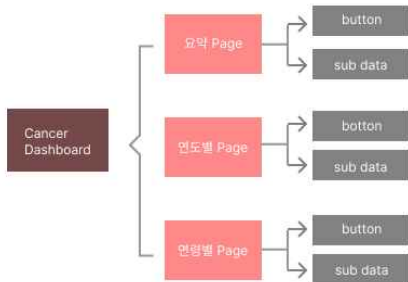 요약 Page
button
sub data
Cancer
Dashboard
연도별 Page
botton
sub data
연령별 Page
button
sub data